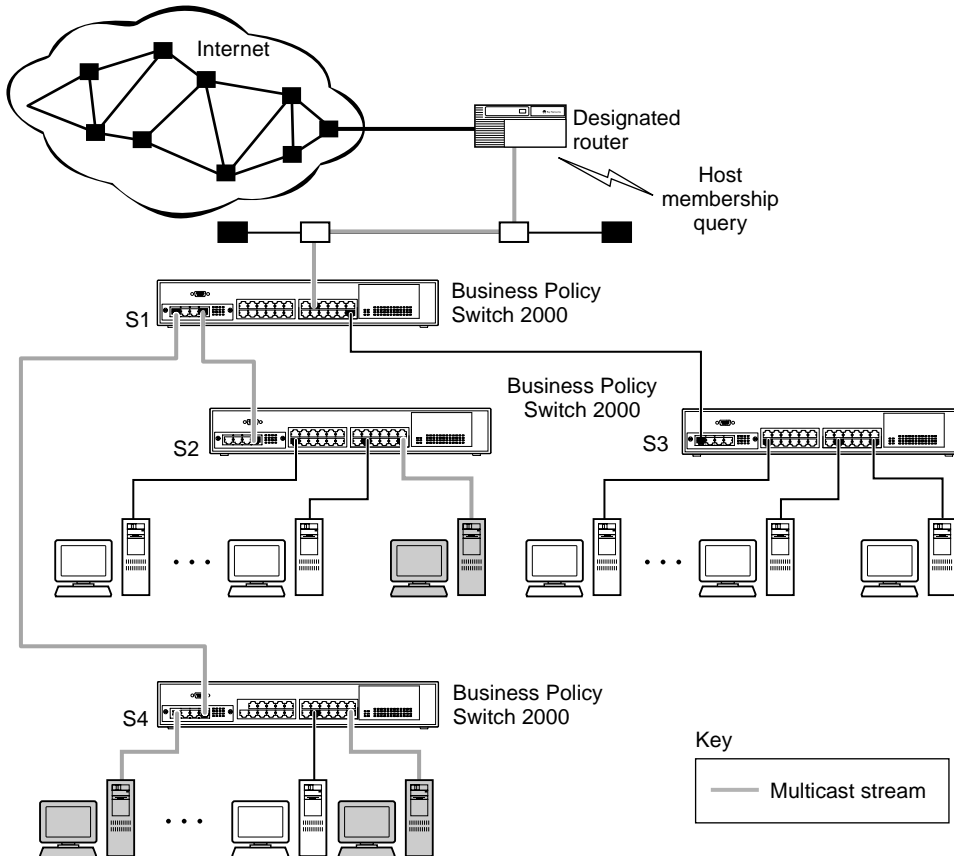 Internet
Designated
router
Host
membership
query
Business Policy
Switch 2000
S1
Business Policy
Switch 2000
S2
S3
Business Policy
Switch 2000
S4
Key
Multicast stream